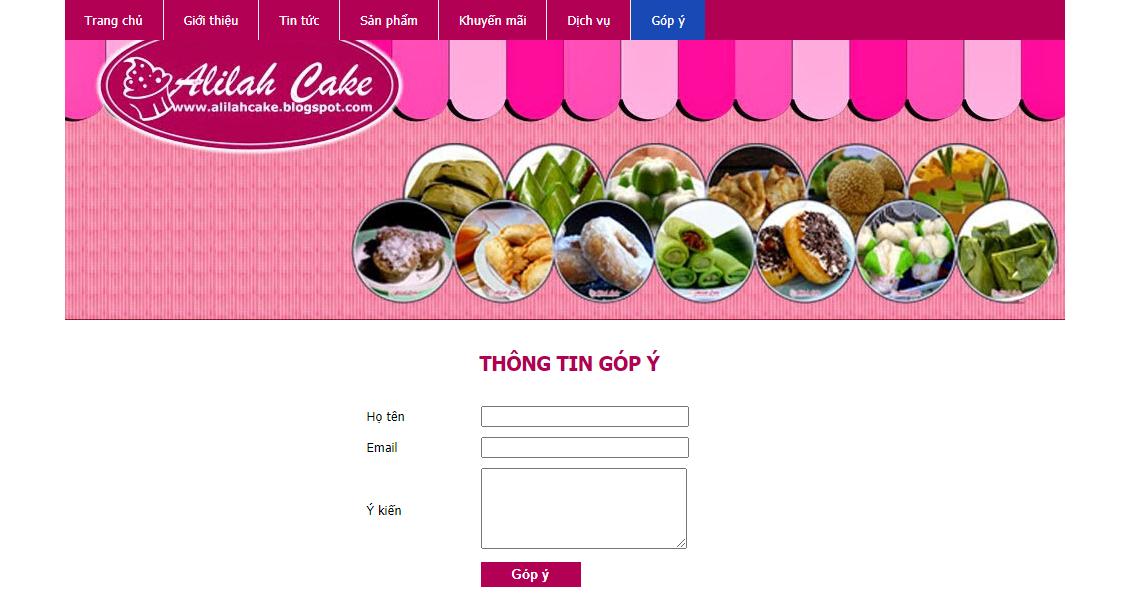 Trang chủ Giới thiệu Tin tức Sản phẩm Khuyến mãi Dịch vụ Góp ý
Alilah Cake
www.alilahcake.blogspot.com
THÔNG TIN GÓP Ý
Họ tên
Email
Ý kiến
Góp ý